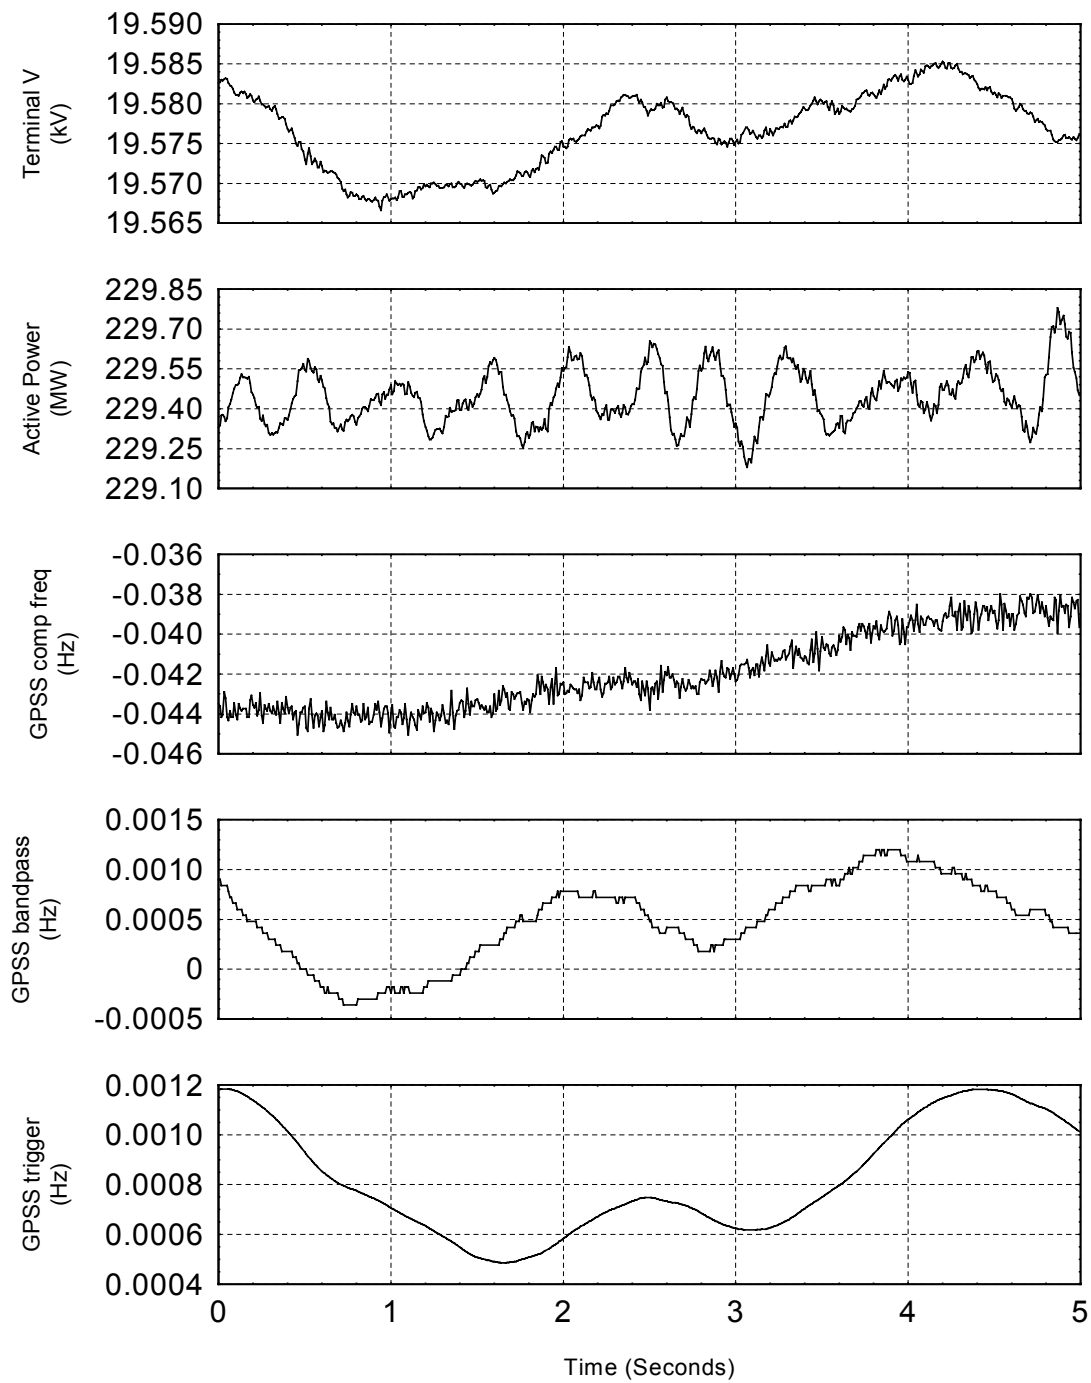 Terminal V
(kV)
19.590
19.585
19.580
19.575
19.570
19.565
Active Power
(MW)
229.85
229.70
229.55
229.40
229.25
229.10
GPSS comp freq
(Hz)
-0.036
-0.038
-0.040
-0.042
-0.044
-0.046
GPSS bandpass
(Hz)
0.0015
0.0010
0.0005
0
-0.0005
GPSS trigger
(Hz)
0.0012
0.0010
0.0008
0.0006
0.0004
0 1 2 3 4 5
Time (Seconds)